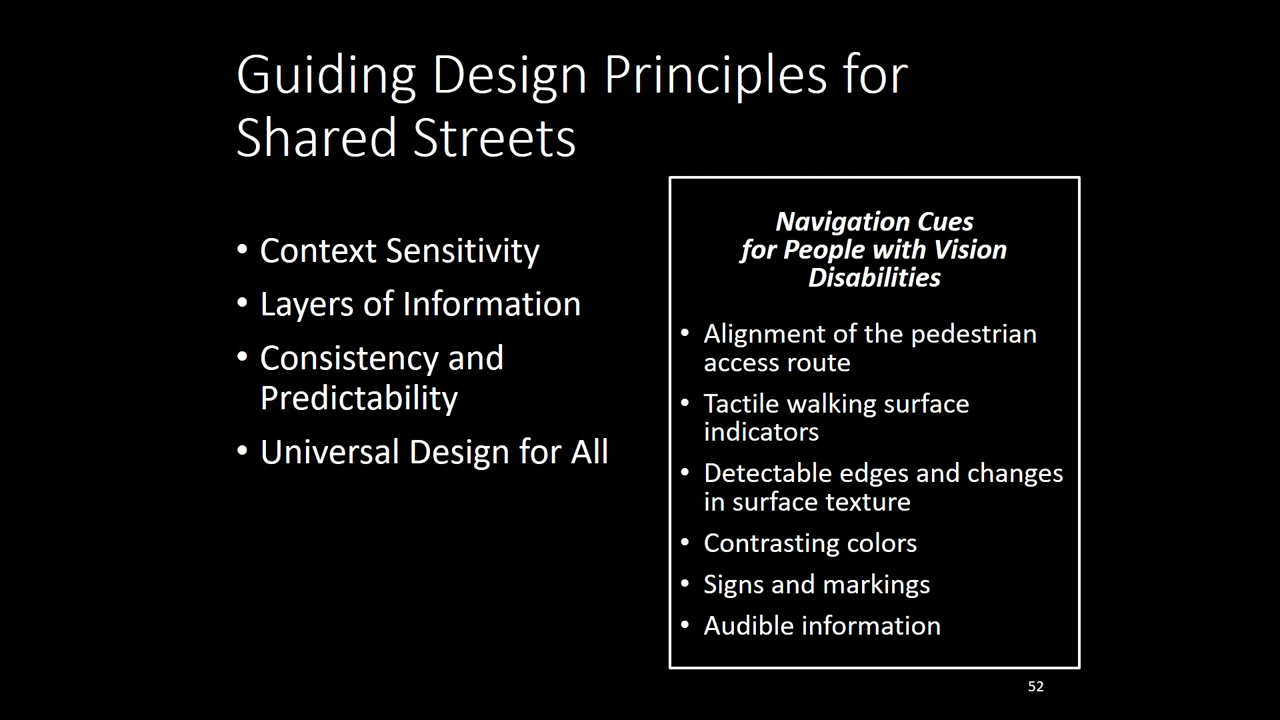 Guiding Design Principles for
Shared Streets
• Context Sensitivity
• Layers of Information
• Consistency and
Predictability
• Universal Design for All
Navigation Cues
for People with Vision
Disabilities
• Alignment of the pedestrian
access route
• Tactile walking surface
indicators
• Detectable edges and changes
in surface texture
• Contrasting colors
• Signs and markings
• Audible information
52